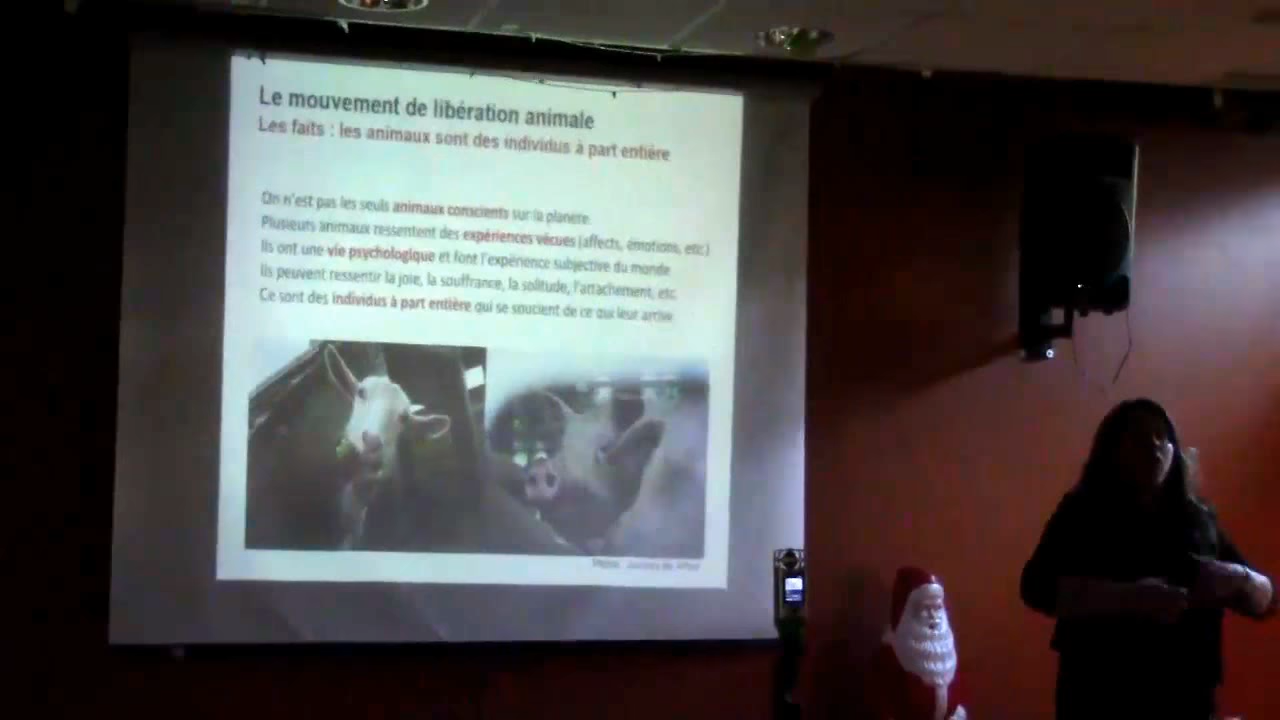 Le mouvement de libération animale
Les faits : les animaux sont des individus à part entière
On n'est pas les seuls animaux conscients sur la planète.
Plusieurs animaux ressentent des expériences vécues (affects, émotions, etc.)
Ils ont une vie psychologique et font l'expérience subjective du monde
Ils peuvent ressentir la joie, la souffrance, la solitude, l'attachement, etc.
Ce sont des individus à part entière qui se soucient de ce qui leur arrive